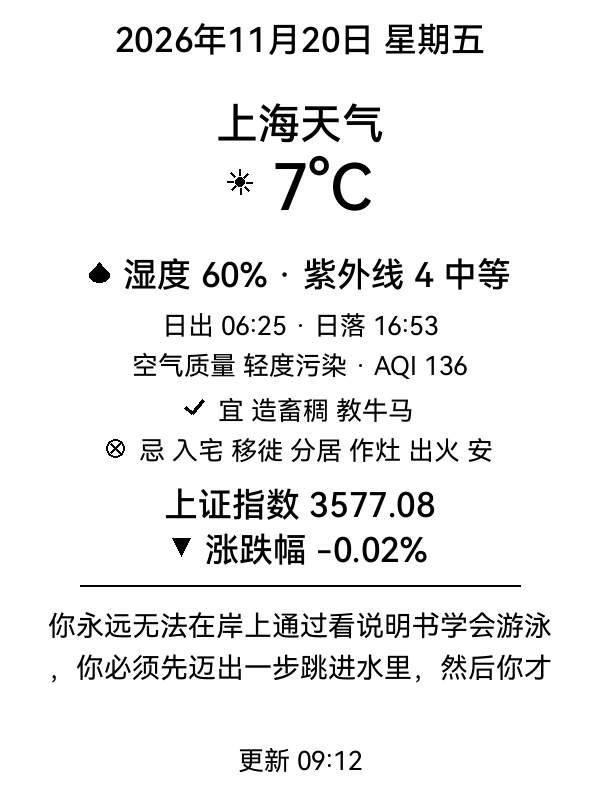 2026年11月20日 星期五
上海天气
☀ 7°C
湿度 60% · 紫外线 4 中等
日出 06:25 · 日落 16:53
空气质量 轻度污染 · AQI 136
✓ 宜 造畜稠 教牛马
⊗ 忌 入宅 移徙 分居 作灶 出火 安
上证指数 3577.08
▼ 涨跌幅 -0.02%
你永远无法在岸上通过看说明书学会游泳
，你必须先迈出一步跳进水里，然后你才
更新 09:12